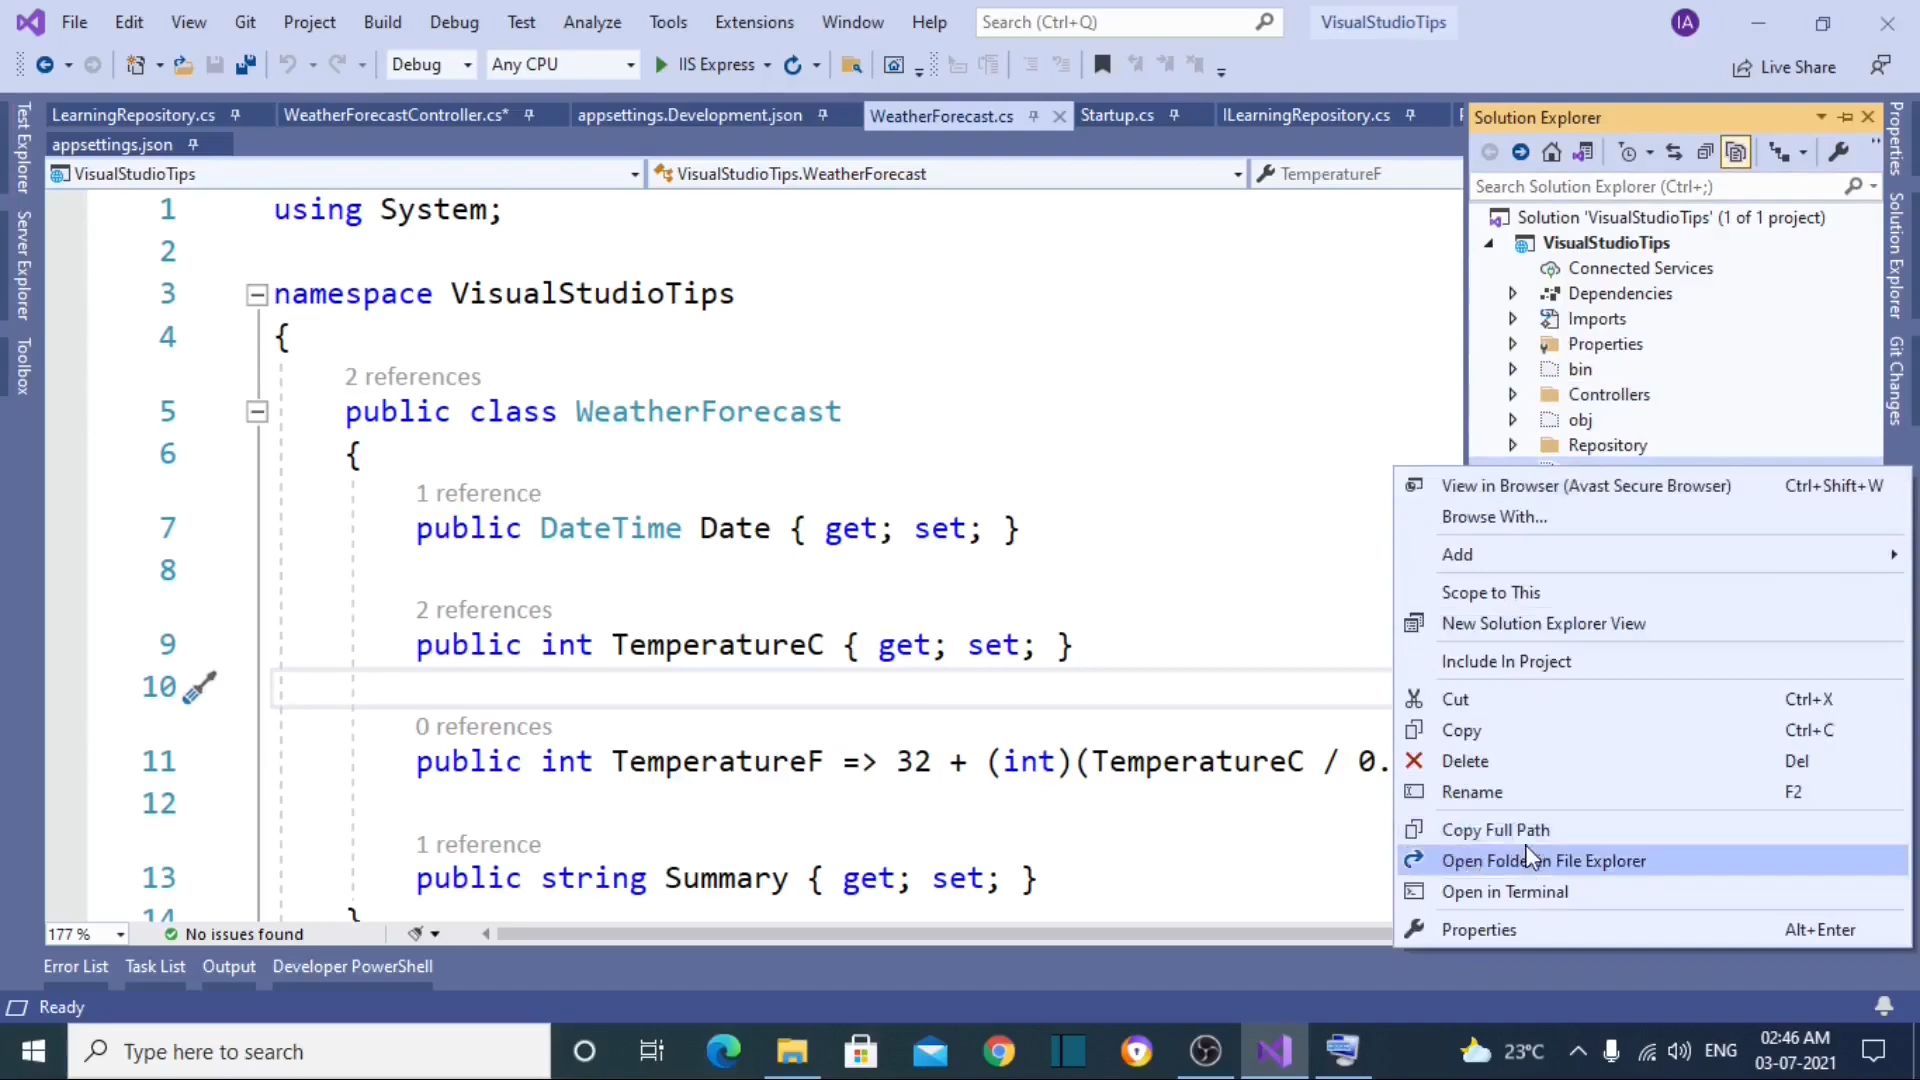 File Edit View Git Project Build Debug Test Analyze Tools Extensions Window Help Search (Ctrl+Q) VisualStudioTips IA
Debug Any CPU IIS Express Live Share
LearningRepository.cs WeatherForecastController.cs* appsettings.Development.json WeatherForecast.cs Startup.cs ILearningRepository.cs
appsettings.json
VisualStudioTips VisualStudioTips.WeatherForecast TemperatureF
Test Explorer
Server Explorer
Toolbox
1 using System;
2
3 namespace VisualStudioTips
4 {
2 references
5 public class WeatherForecast
6 {
1 reference
7 public DateTime Date { get; set; }
8
2 references
9 public int TemperatureC { get; set; }
10
0 references
11 public int TemperatureF => 32 + (int)(TemperatureC / 0.
12
1 reference
13 public string Summary { get; set; }
14 }
177 % No issues found
Solution Explorer
Search Solution Explorer (Ctrl+;)
Solution 'VisualStudioTips' (1 of 1 project)
VisualStudioTips
Connected Services
Dependencies
Imports
Properties
bin
Controllers
obj
Repository
Properties
Solution Explorer
Git Changes
View in Browser (Avast Secure Browser) Ctrl+Shift+W
Browse With...
Add
Scope to This
New Solution Explorer View
Include In Project
Cut Ctrl+X
Copy Ctrl+C
Delete Del
Rename F2
Copy Full Path
Open Folder in File Explorer
Open in Terminal
Properties Alt+Enter
Error List Task List Output Developer PowerShell
Ready
Type here to search 23°C ENG 02:46 AM
03-07-2021